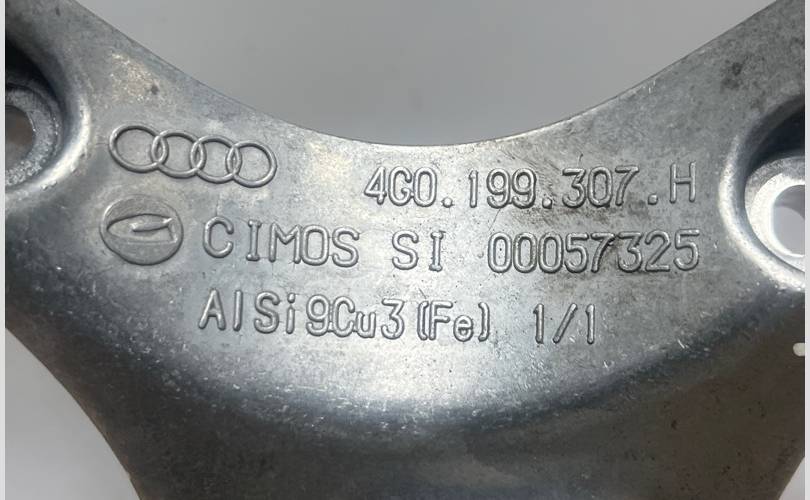 4G0.199.307.H
CIMOS SI 00057325
AlSi9Cu3(Fe) 1/1